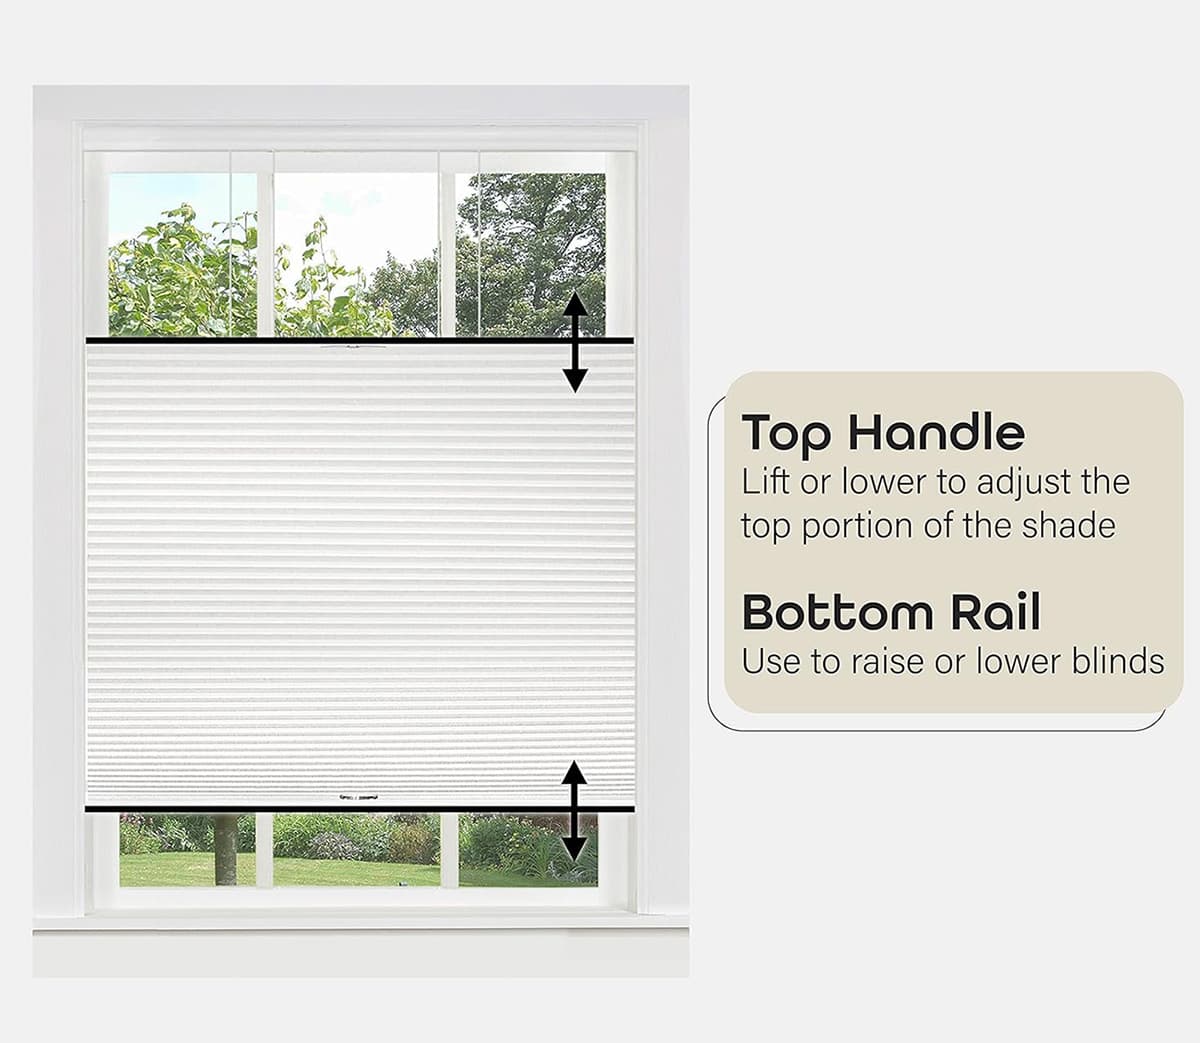 Top Handle
Lift or lower to adjust the
top portion of the shade
Bottom Rail
Use to raise or lower blinds